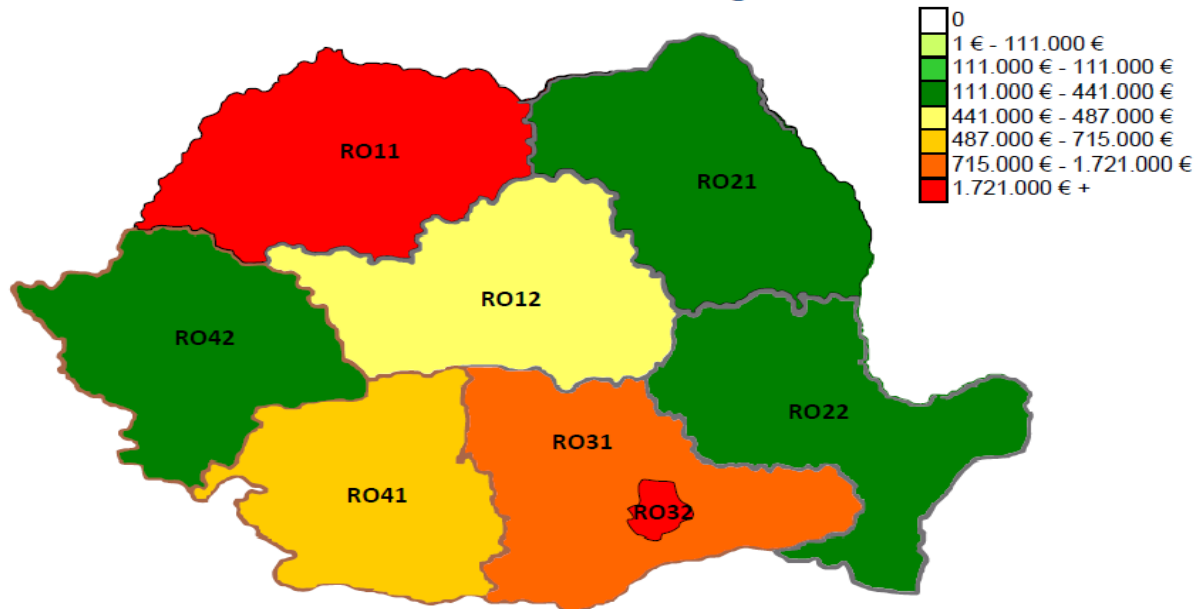 0
1 € - 111.000 €
111.000 € - 111.000 €
111.000 € - 441.000 €
441.000 € - 487.000 €
487.000 € - 715.000 €
715.000 € - 1.721.000 €
1.721.000 € +
RO11
RO21
RO12
RO42
RO22
RO31
RO41
RO32